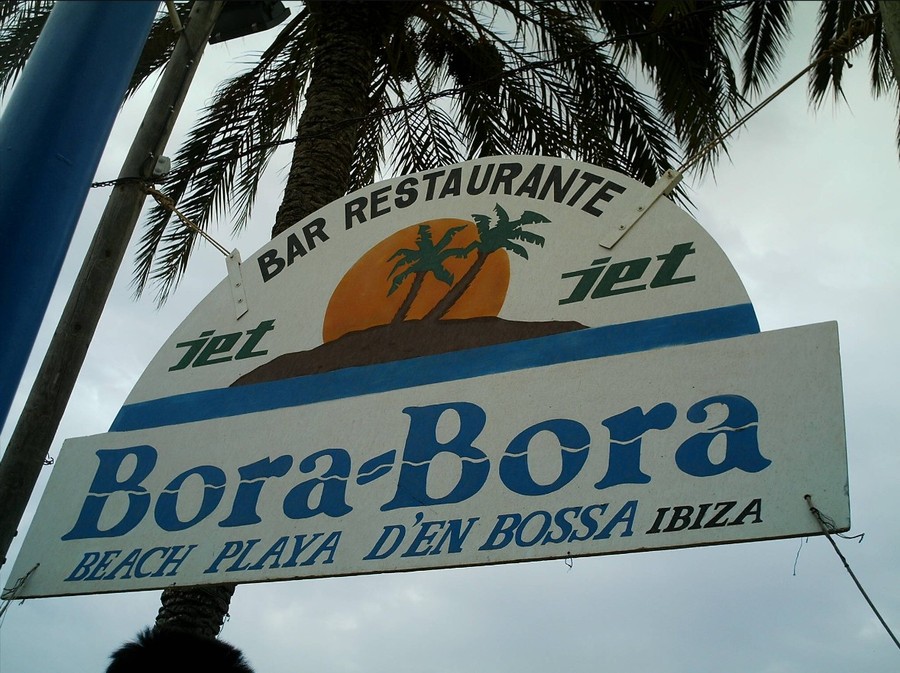 BAR RESTAURANTE
jet jet
Bora-Bora
BEACH PLAYA D'EN BOSSA IBIZA